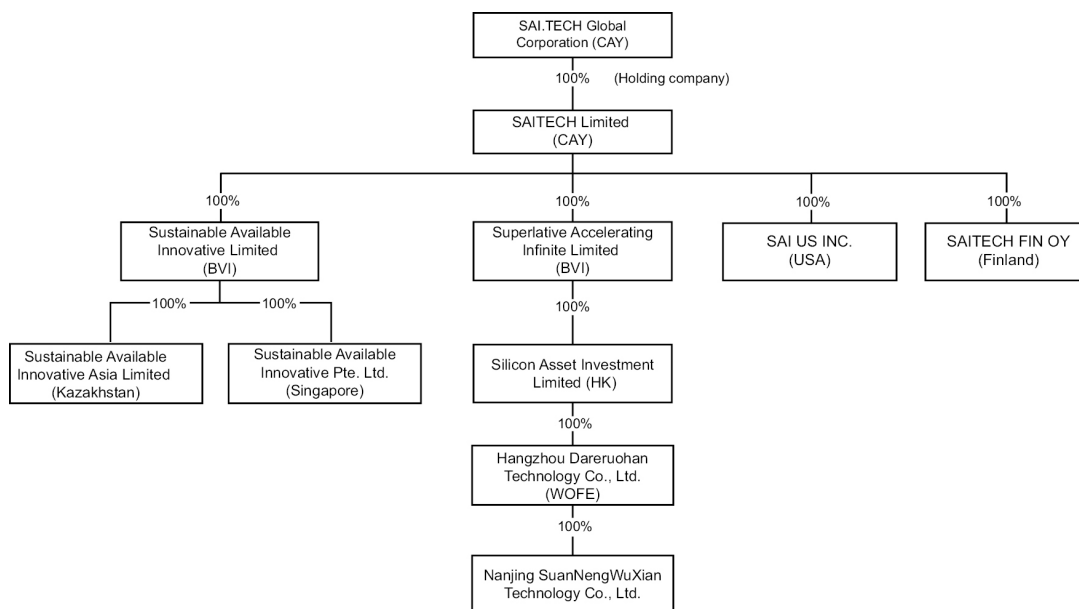 SAI.TECH Global
Corporation (CAY)
100%
(Holding company)
SAITECH Limited
(CAY)
100%
100%
100%
100%
Sustainable Available
Innovative Limited
(BVI)
Superlative Accelerating
Infinite Limited
(BVI)
SAI US INC.
(USA)
SAITECH FIN OY
(Finland)
100%
100%
100%
Sustainable Available
Innovative Asia Limited
(Kazakhstan)
Sustainable Available
Innovative Pte. Ltd.
(Singapore)
Silicon Asset Investment
Limited (HK)
100%
Hangzhou Dareruohan
Technology Co., Ltd.
(WOFE)
100%
Nanjing SuanNengWuXian
Technology Co., Ltd.